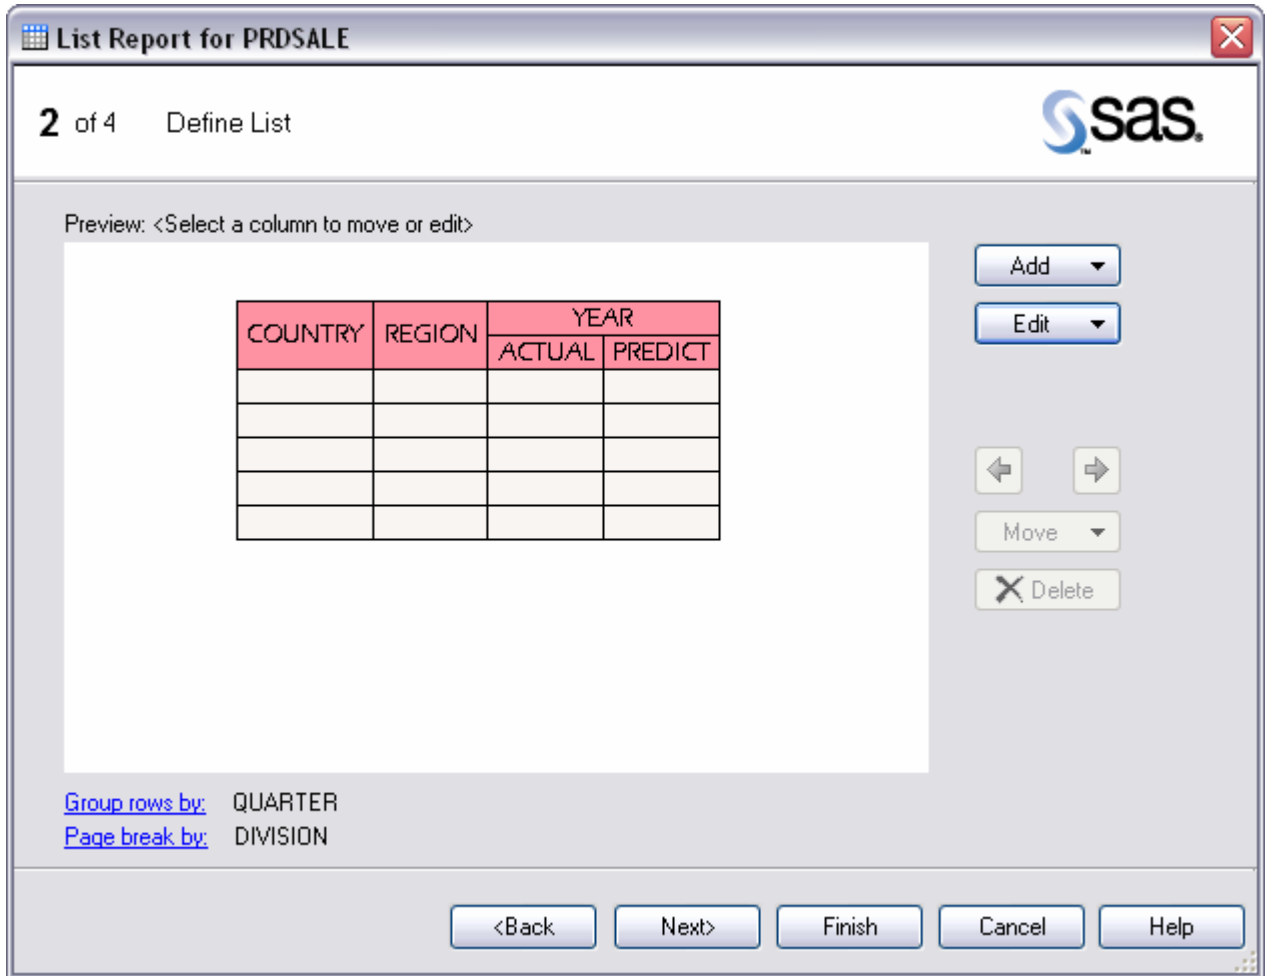 List Report for PRDSALE
2 of 4 Define List
sas.
™
®
Preview: <Select a column to move or edit>
Add
Edit
COUNTRY REGION YEAR
ACTUAL PREDICT
Move
Delete
Group rows by: QUARTER
Page break by: DIVISION
<Back Next> Finish Cancel Help